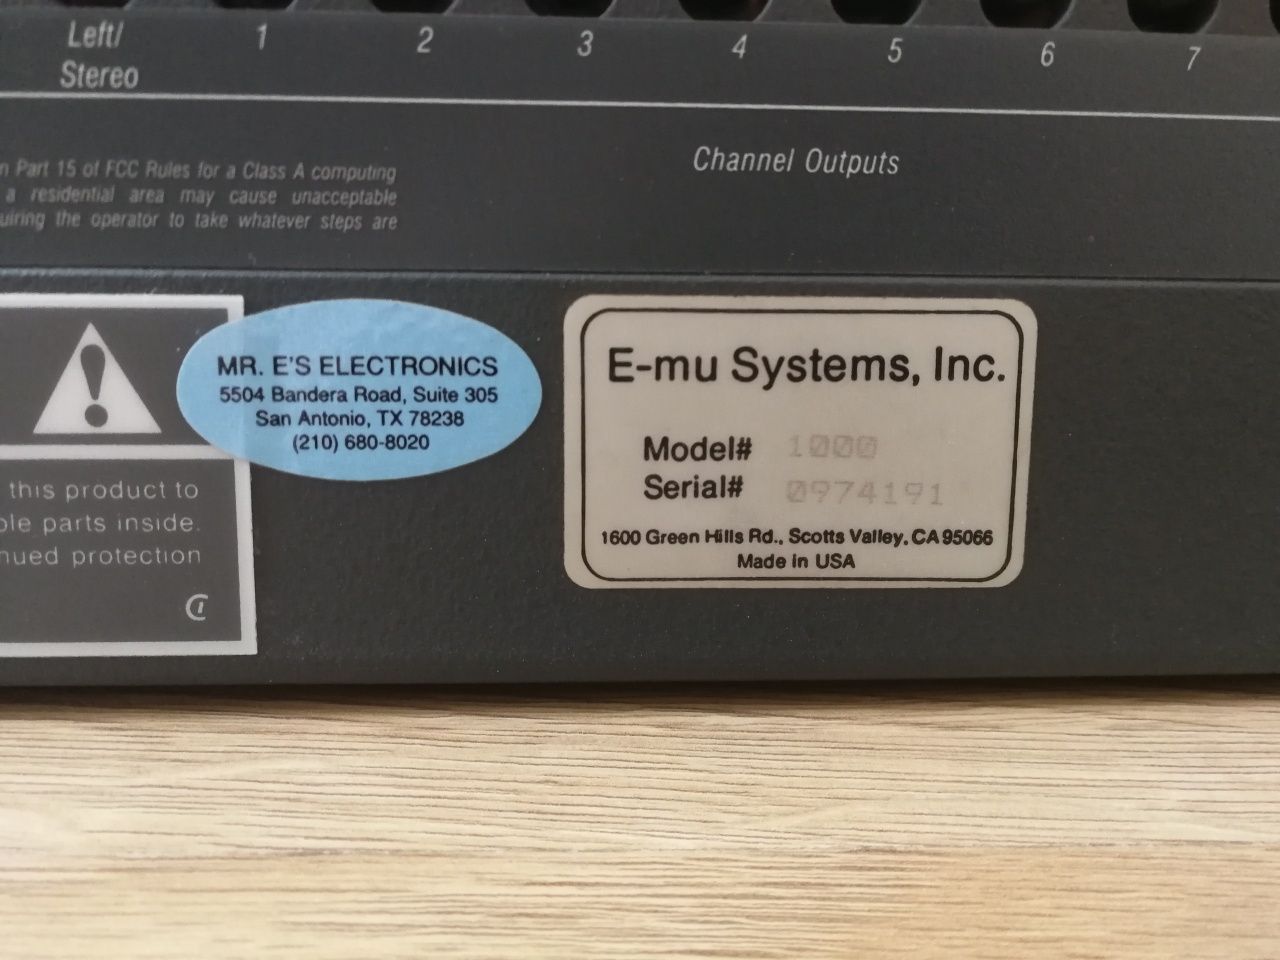 Left/
Stereo
1 2 3 4 5 6 7
Channel Outputs
n Part 15 of FCC Rules for a Class A computing
a residential area may cause unacceptable
uiring the operator to take whatever steps are
MR. E'S ELECTRONICS
5504 Bandera Road, Suite 305
San Antonio, TX 78238
(210) 680-8020
this product to
ble parts inside.
nued protection
E-mu Systems, Inc.
Model# 1000
Serial# 0974191
1600 Green Hills Rd., Scotts Valley, CA 95066
Made in USA